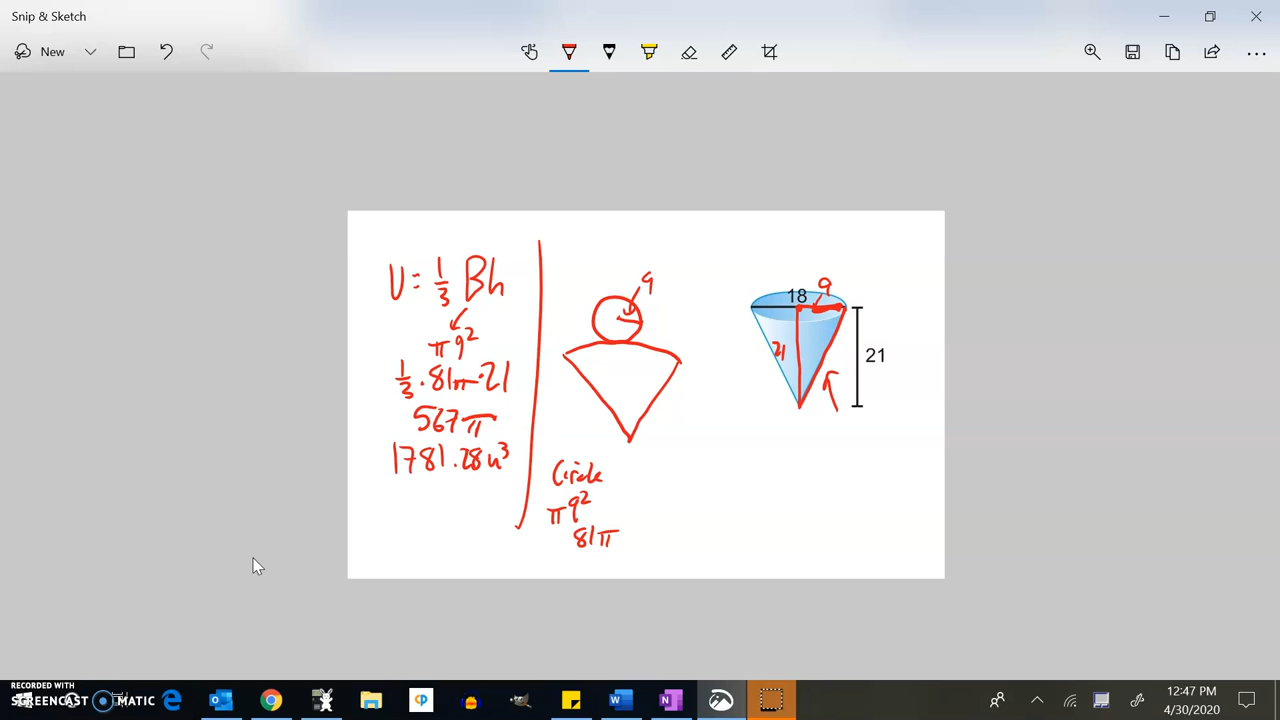 Snip & Sketch
New
V = 1/3 Bh
π9²
1/3 · 81π · 21
567π
1781.28u³
9
Circle
π9²
81π
9
18
21
21
RECORDED WITH
SCREENCAST MATIC
12:47 PM
4/30/2020